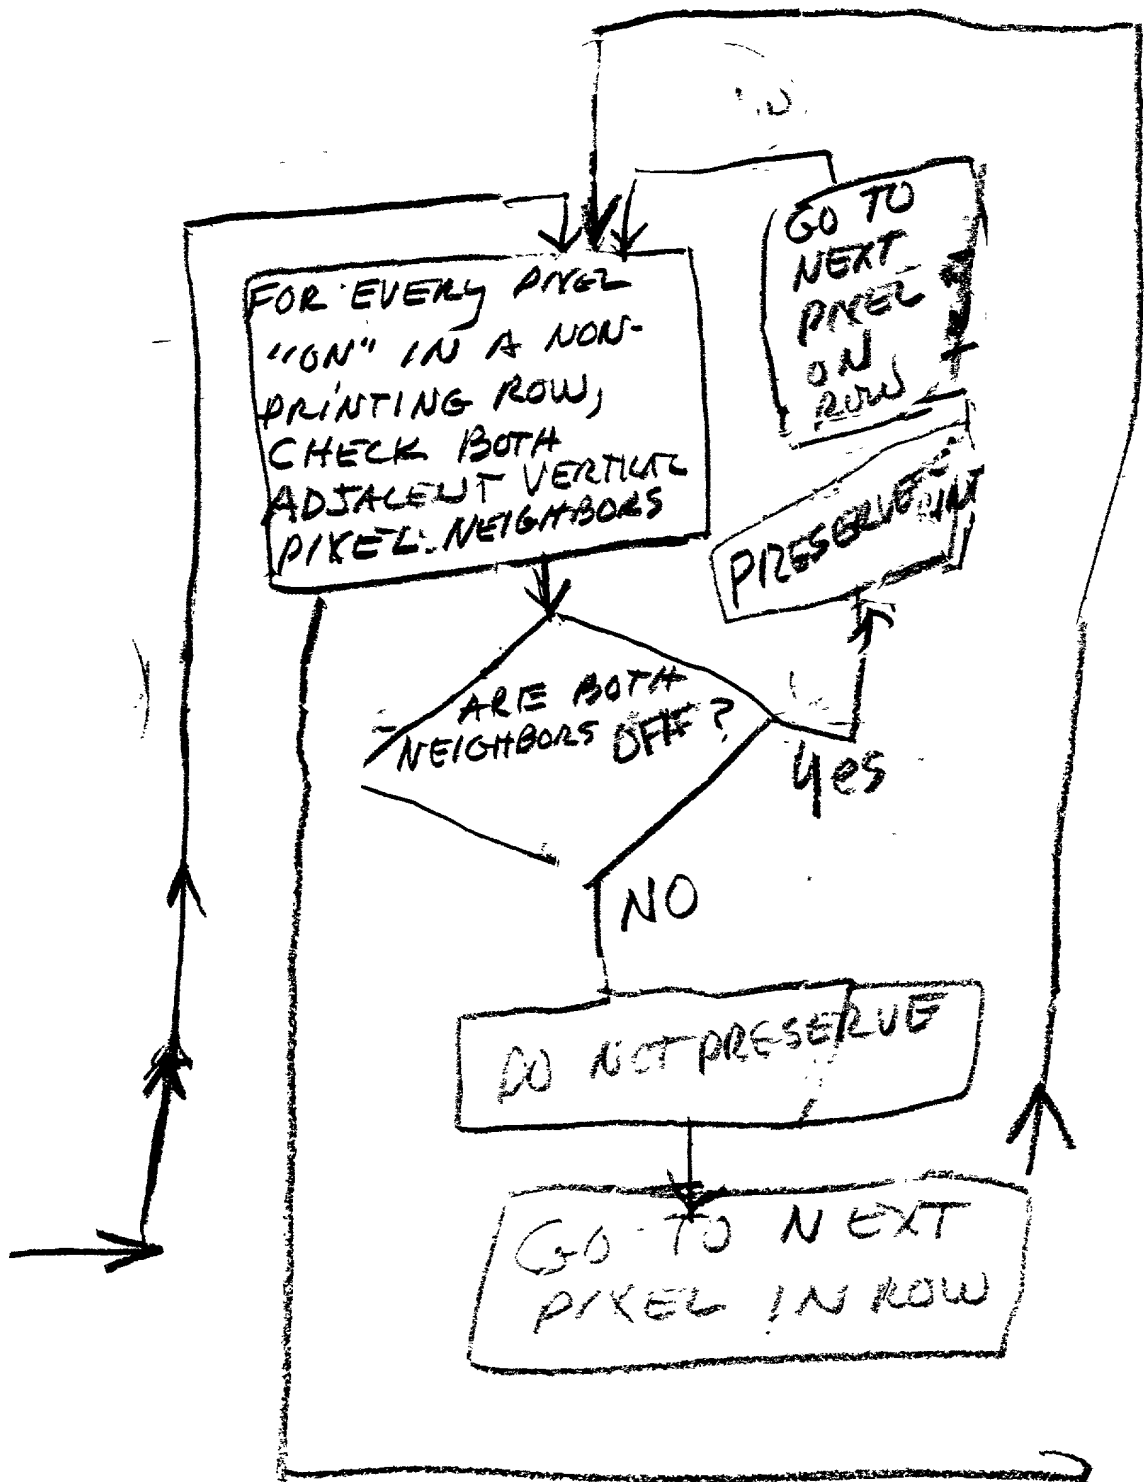 FOR EVERY PIXEL
"ON" IN A NON-
PRINTING ROW,
CHECK BOTH
ADJACENT VERTICAL
PIXEL NEIGHBORS
GO TO
NEXT
PIXEL
ON
ROW
PRESERVE
ARE BOTH
NEIGHBORS OFF?
Yes
NO
DO NOT PRESERVE
GO TO NEXT
PIXEL IN ROW